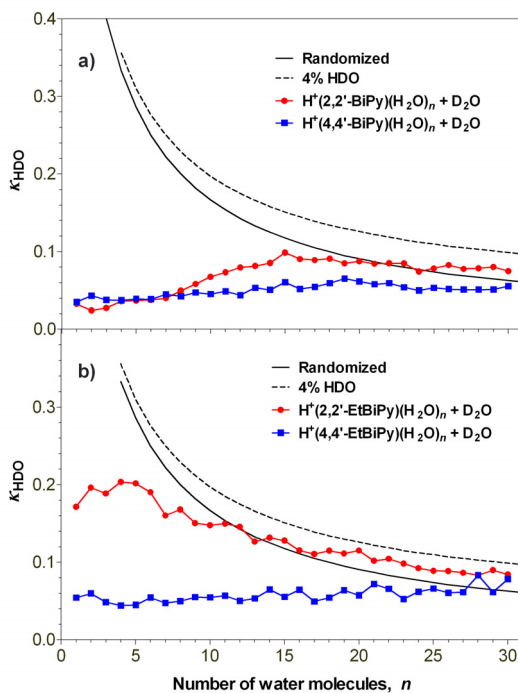 a)
0.4
0.3
0.2
0.1
0.0
κHDO
Randomized
4% HDO
H⁺(2,2'-BiPy)(H₂O)ₙ + D₂O
H⁺(4,4'-BiPy)(H₂O)ₙ + D₂O
b)
0.3
0.2
0.1
0.0
κHDO
Randomized
4% HDO
H⁺(2,2'-EtBiPy)(H₂O)ₙ + D₂O
H⁺(4,4'-EtBiPy)(H₂O)ₙ + D₂O
0 5 10 15 20 25 30
Number of water molecules, n